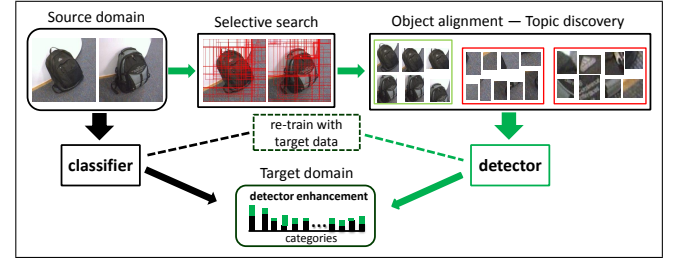 Source domain
Selective search
Object alignment — Topic discovery
re-train with
target data
classifier
detector
Target domain
detector enhancement
...
categories